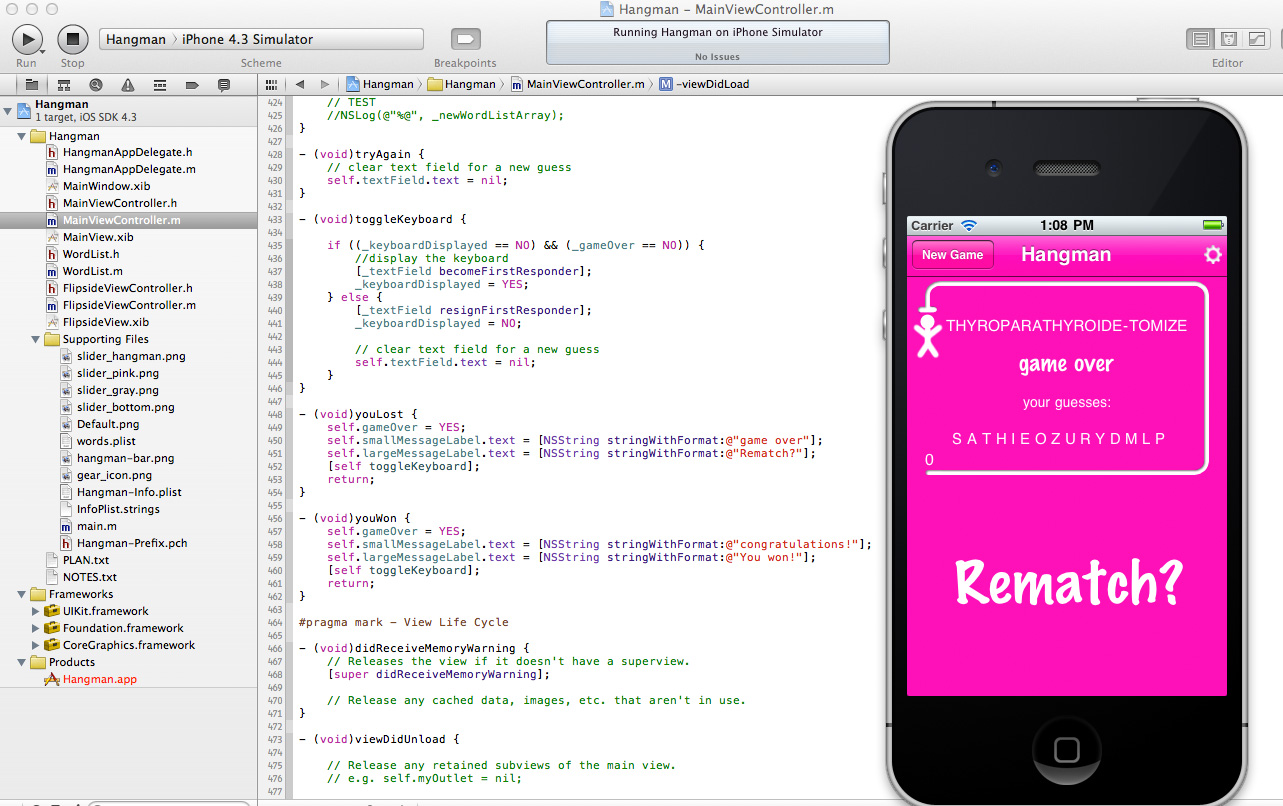 Hangman – MainViewController.m
Run
Stop
Hangman 〉 iPhone 4.3 Simulator
Scheme
Breakpoints
Running Hangman on iPhone Simulator
No Issues
Editor
Hangman 〉 Hangman 〉 MainViewController.m 〉 M -viewDidLoad
Hangman
1 target, iOS SDK 4.3
Hangman
h HangmanAppDelegate.h
m HangmanAppDelegate.m
MainWindow.xib
h MainViewController.h
m MainViewController.m
MainView.xib
h WordList.h
m WordList.m
h FlipsideViewController.h
m FlipsideViewController.m
FlipsideView.xib
Supporting Files
slider_hangman.png
slider_pink.png
slider_gray.png
slider_bottom.png
Default.png
words.plist
hangman-bar.png
gear_icon.png
Hangman-Info.plist
InfoPlist.strings
m main.m
h Hangman-Prefix.pch
PLAN.txt
NOTES.txt
Frameworks
UIKit.framework
Foundation.framework
CoreGraphics.framework
Products
Hangman.app
424 // TEST
425 //NSLog(@"%@", _newWordListArray);
426 }
427
428 - (void)tryAgain {
429 // clear text field for a new guess
430 self.textField.text = nil;
431 }
432
433 - (void)toggleKeyboard {
434
435 if ((_keyboardDisplayed == NO) && (_gameOver == NO)) {
436 //display the keyboard
437 [_textField becomeFirstResponder];
438 _keyboardDisplayed = YES;
439 } else {
440 [_textField resignFirstResponder];
441 _keyboardDisplayed = NO;
442
443 // clear text field for a new guess
444 self.textField.text = nil;
445 }
446 }
447
448 - (void)youLost {
449 self.gameOver = YES;
450 self.smallMessageLabel.text = [NSString stringWithFormat:@"game over"];
451 self.largeMessageLabel.text = [NSString stringWithFormat:@"Rematch?"];
452 [self toggleKeyboard];
453 return;
454 }
455
456 - (void)youWon {
457 self.gameOver = YES;
458 self.smallMessageLabel.text = [NSString stringWithFormat:@"congratulations!"];
459 self.largeMessageLabel.text = [NSString stringWithFormat:@"You won!"];
460 [self toggleKeyboard];
461 return;
462 }
463
464 #pragma mark - View Life Cycle
465
466 - (void)didReceiveMemoryWarning {
467 // Releases the view if it doesn't have a superview.
468 [super didReceiveMemoryWarning];
469
470 // Release any cached data, images, etc. that aren't in use.
471 }
472
473 - (void)viewDidUnload {
474
475 // Release any retained subviews of the main view.
476 // e.g. self.myOutlet = nil;
477
Carrier
1:08 PM
New Game
Hangman
THYROPARATHYROIDE-TOMIZE
game over
your guesses:
S A T H I E O Z U R Y D M L P
0
Rematch?